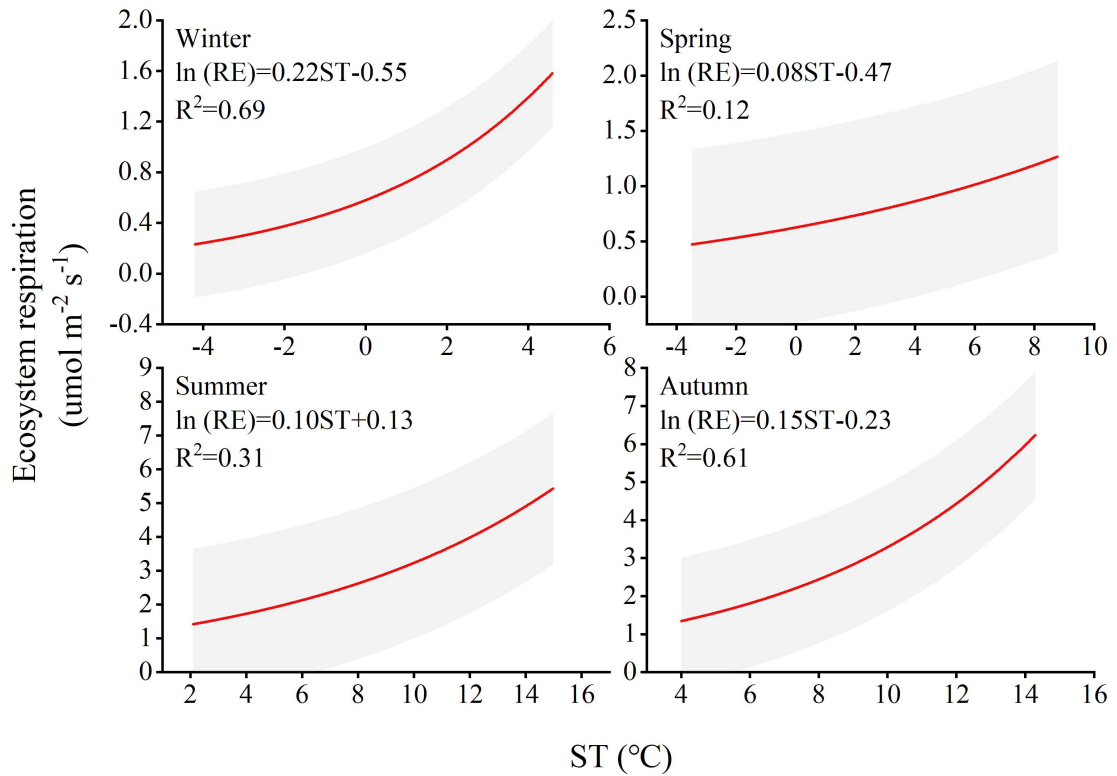 Ecosystem respiration
(umol m⁻² s⁻¹)
Winter
ln (RE)=0.22ST-0.55
R²=0.69
2.0
1.6
1.2
0.8
0.4
0.0
-0.4
-4 -2 0 2 4 6
Spring
ln (RE)=0.08ST-0.47
R²=0.12
2.5
2.0
1.5
1.0
0.5
0.0
-4 -2 0 2 4 6 8 10
Summer
ln (RE)=0.10ST+0.13
R²=0.31
9
8
7
6
5
4
3
2
1
0
2 4 6 8 10 12 14 16
Autumn
ln (RE)=0.15ST-0.23
R²=0.61
8
7
6
5
4
3
2
1
0
4 6 8 10 12 14 16
ST (℃)